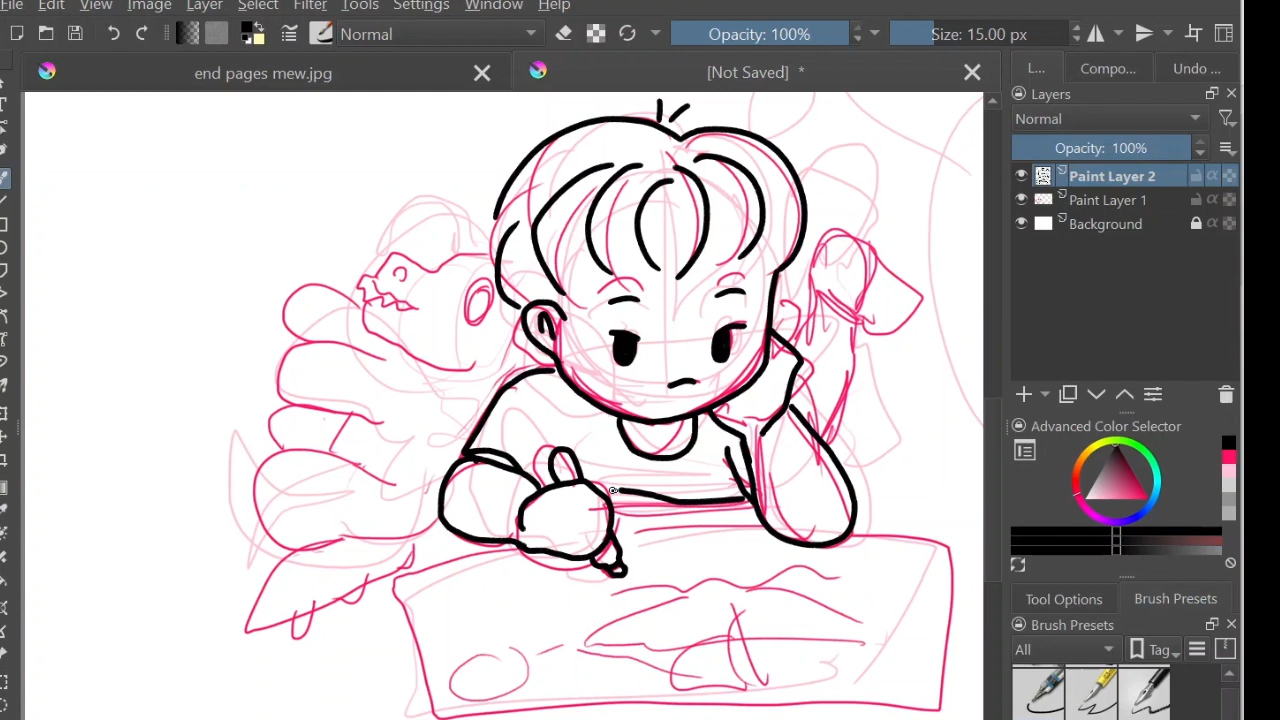 File Edit View Image Layer Select Filter Tools Settings Window Help
Normal Opacity: 100% Size: 15.00 px
end pages mew.jpg [Not Saved] *
L... Compo... Undo ...
Layers
Normal
Opacity: 100%
Paint Layer 2
Paint Layer 1
Background
Advanced Color Selector
Tool Options Brush Presets
Brush Presets
All Tag